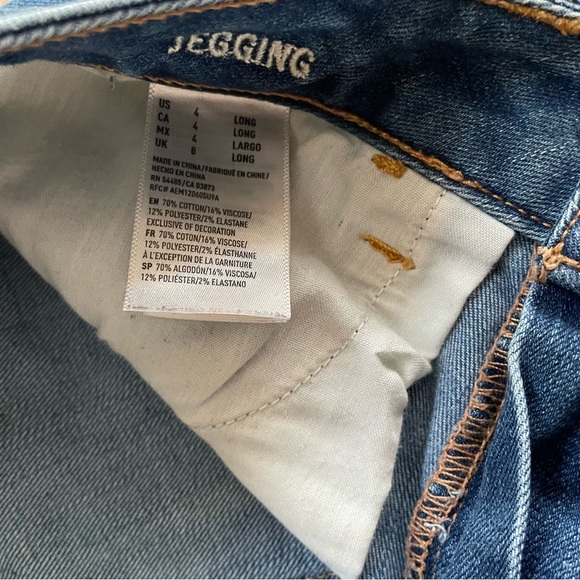 JEGGING
US 4 LONG
CA 4 LONG
MX 4 LARGO
UK 8 LONG
MADE IN CHINA/FABRIQUÉ EN CHINE/
HECHO EN CHINA
RN 54485/CA 03873
RFC# AEM120605U9A
EN 70% COTTON/16% VISCOSE/
12% POLYESTER/2% ELASTANE
EXCLUSIVE OF DECORATION
FR 70% COTON/16% VISCOSE/
12% POLYESTER/2% ÉLASTHANNE
À L'EXCEPTION DE LA GARNITURE
SP 70% ALGODÓN/16% VISCOSA/
12% POLIÉSTER/2% ELASTANO